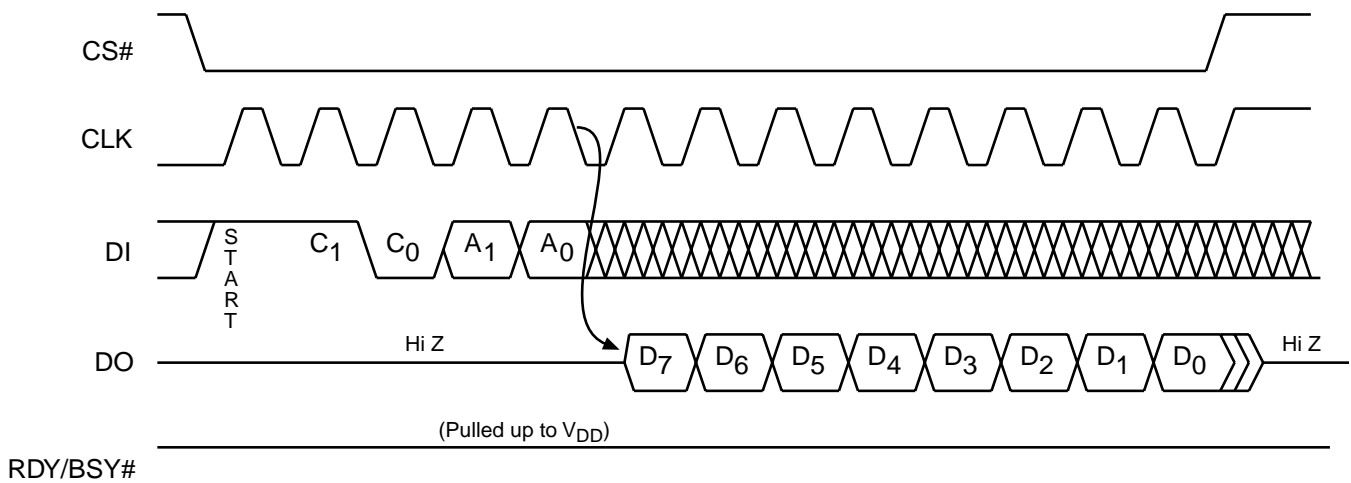 CS#
CLK
DI
START
C1 C0 A1 A0
DO
Hi Z
D7 D6 D5 D4 D3 D2 D1 D0
Hi Z
(Pulled up to VDD)
RDY/BSY#